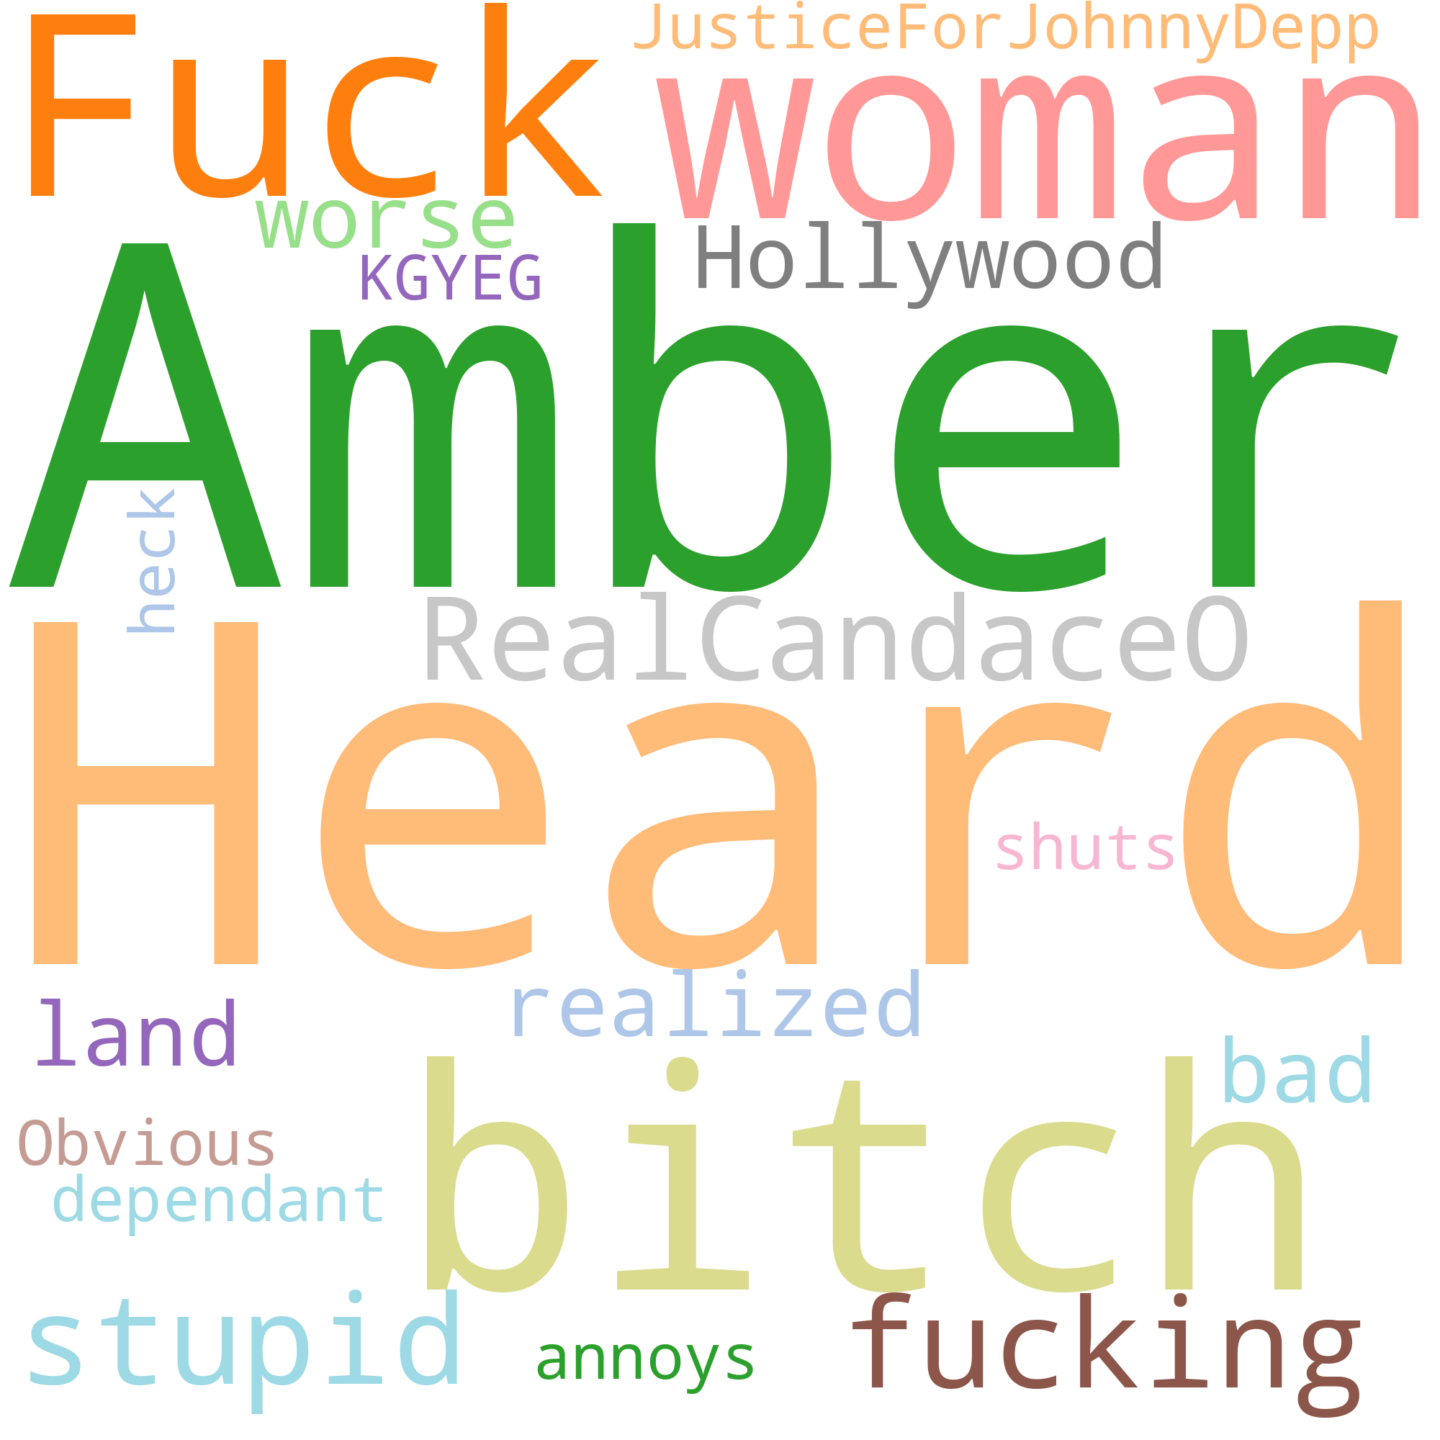 JusticeForJohnnyDepp
Fuck
woman
worse
Hollywood
KGYEG
Amber
heck
RealCandaceO
Heard
shuts
realized
land
bad
Obvious
bitch
dependant
stupid
annoys
fucking